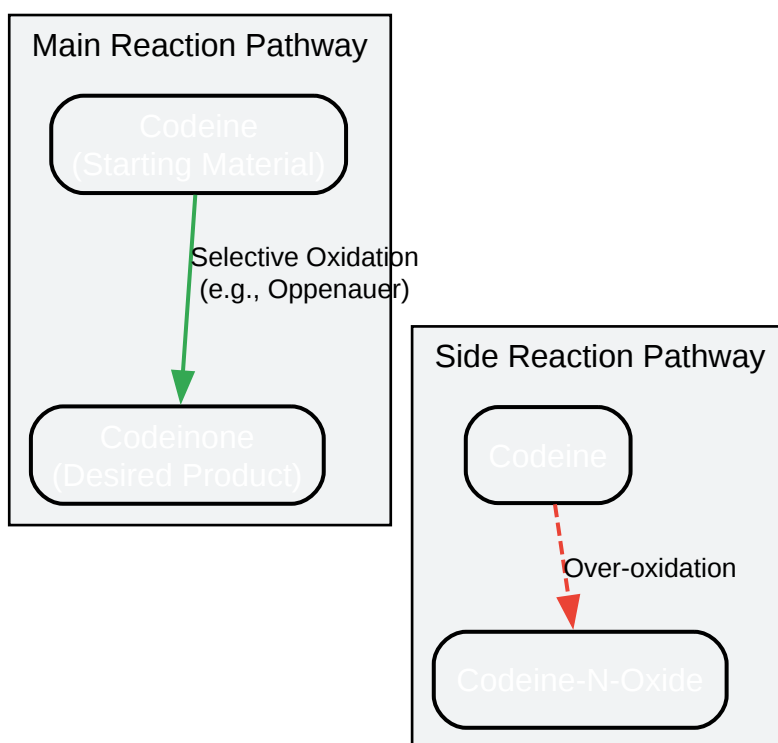 Main Reaction Pathway
Codeine
(Starting Material)
Selective Oxidation
(e.g., Oppenauer)
Codeinone
(Desired Product)
Side Reaction Pathway
Codeine
Over-oxidation
Codeine-N-Oxide